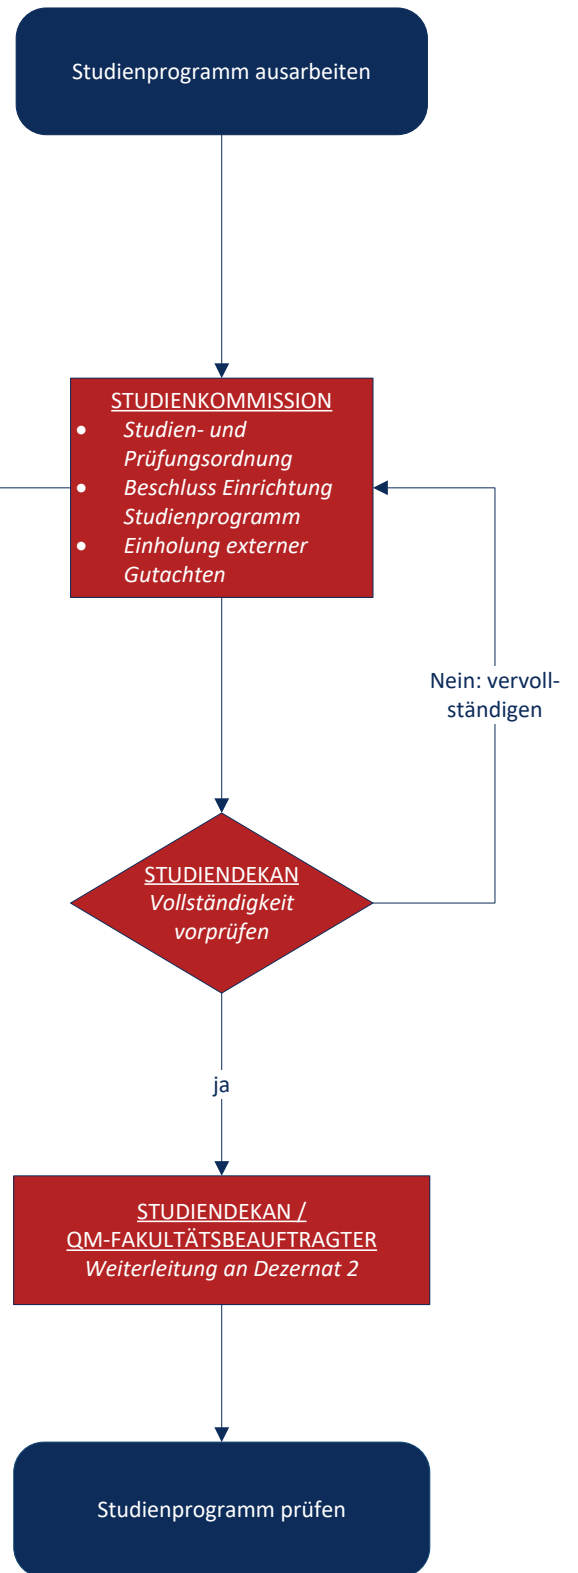 Studienprogramm ausarbeiten
STUDIENKOMMISSION
• Studien- und
Prüfungsordnung
• Beschluss Einrichtung
Studienprogramm
• Einholung externer
Gutachten
Nein: vervoll-
ständigen
STUDIENDEKAN
Vollständigkeit
vorprüfen
ja
STUDIENDEKAN /
QM-FAKULTÄTSBEAUFTRAGTER
Weiterleitung an Dezernat 2
Studienprogramm prüfen